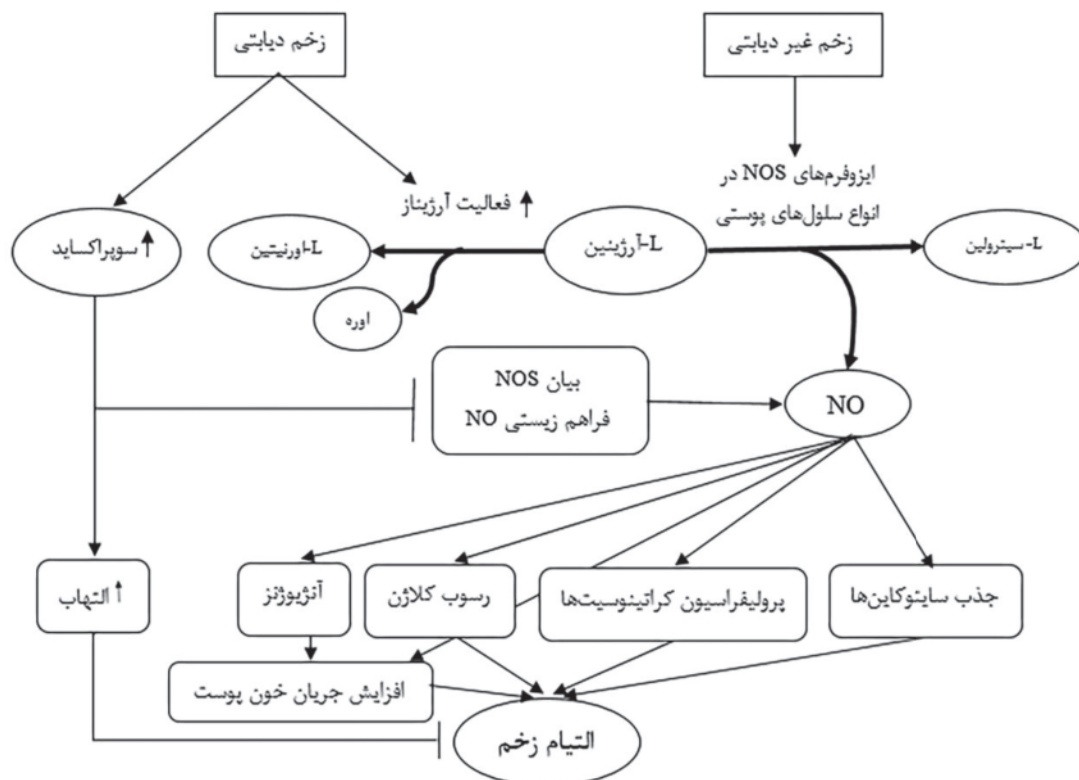 زخم غیر دیابتی
زخم دیابتی
ایزوفرم‌های NOS در
انواع سلول‌های پوستی
↑ فعالیت آرژیناز
L-سیترولین
L-آرژینین
L-اورنیتین
↑ سوپراکساید
اوره
بیان NOS
فراهم زیستی NO
NO
جذب سایتوکاین‌ها
پرولیفراسیون کراتینوسیت‌ها
رسوب کلاژن
آنژیوژنز
↑ التهاب
افزایش جریان خون پوست
التیام زخم